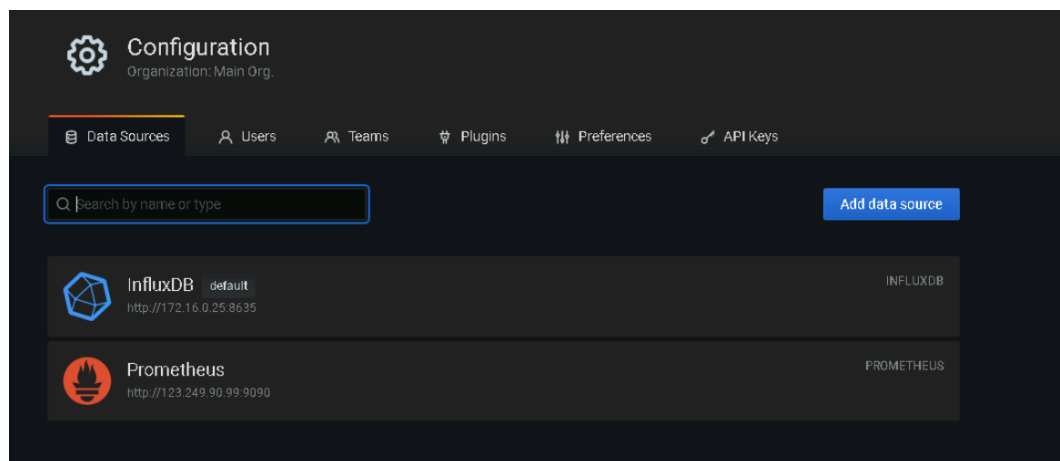 Configuration
Organization: Main Org.
Data Sources
Users
Teams
Plugins
Preferences
API Keys
Search by name or type
Add data source
InfluxDB default
INFLUXDB
http://172.16.0.25:8635
Prometheus
PROMETHEUS
http://123.249.90.99:9090